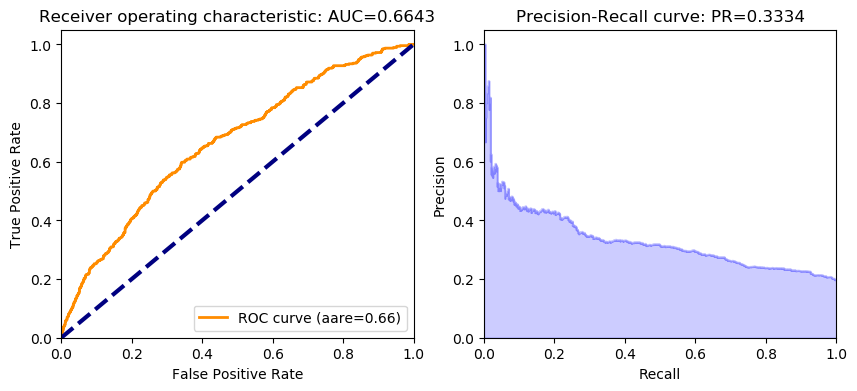 Receiver operating characteristic: AUC=0.6643
1.0
0.8
0.6
0.4
0.2
0.0
True Positive Rate
ROC curve (aare=0.66)
0.0 0.2 0.4 0.6 0.8 1.0
False Positive Rate
Precision-Recall curve: PR=0.3334
1.0
0.8
0.6
0.4
0.2
0.0
Precision
0.0 0.2 0.4 0.6 0.8 1.0
Recall